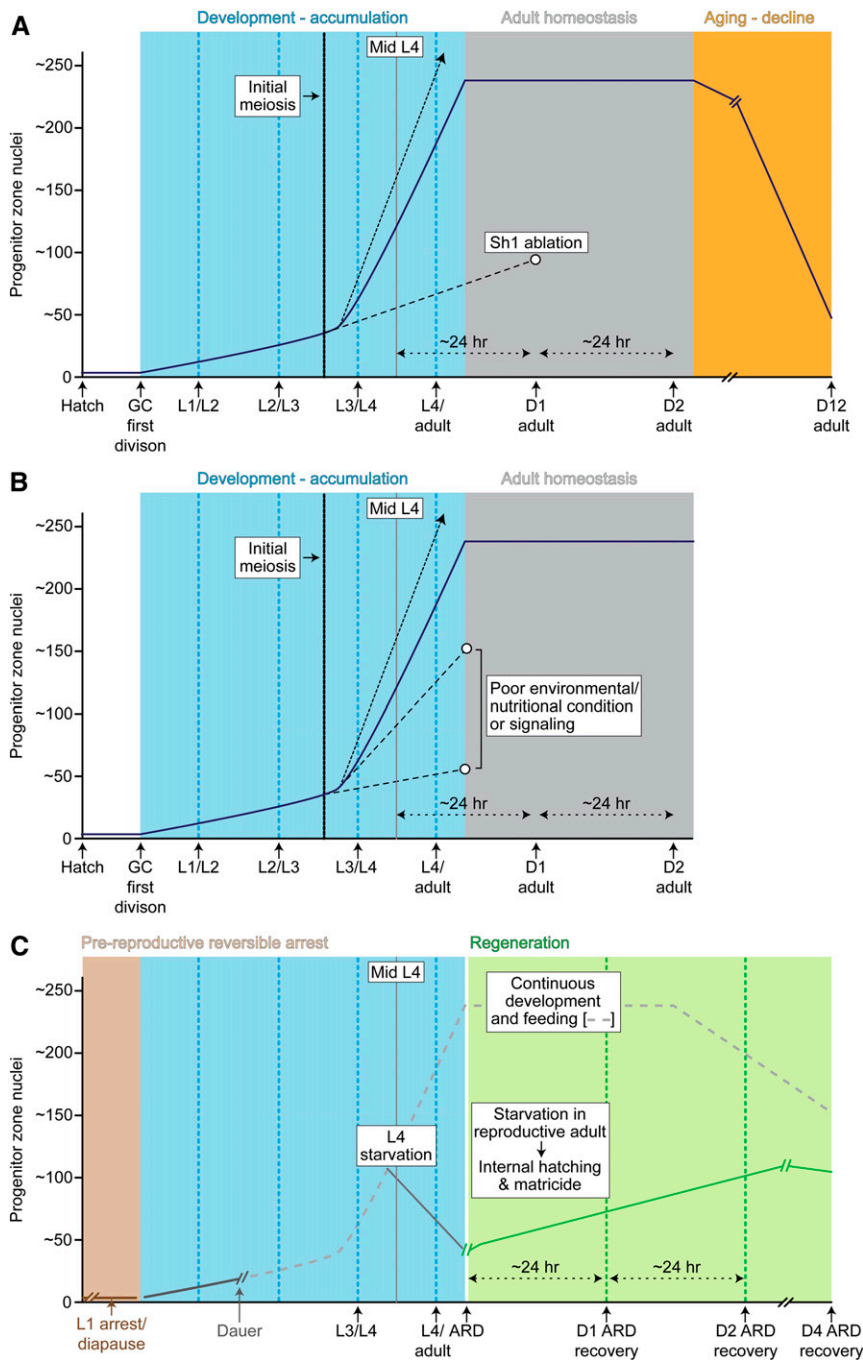 A
Development - accumulation
Adult homeostasis
Aging - decline
Mid L4
Initial
meiosis
Sh1 ablation
~24 hr
~24 hr
Progenitor zone nuclei
~250
~200
~150
~100
~50
0
Hatch
GC
first
divison
L1/L2
L2/L3
L3/L4
L4/
adult
D1
adult
D2
adult
D12
adult
B
Development - accumulation
Adult homeostasis
Mid L4
Initial
meiosis
Poor environmental/
nutritional condition
or signaling
~24 hr
~24 hr
Progenitor zone nuclei
~250
~200
~150
~100
~50
0
Hatch
GC
first
divison
L1/L2
L2/L3
L3/L4
L4/
adult
D1
adult
D2
adult
C
Pre-reproductive reversible arrest
Regeneration
Mid L4
Continuous
development
and feeding [– –]
L4
starvation
Starvation in
reproductive adult
Internal hatching
& matricide
~24 hr
~24 hr
Progenitor zone nuclei
~250
~200
~150
~100
~50
0
L1 arrest/
diapause
Dauer
L3/L4
L4/
adult
ARD
D1 ARD
recovery
D2 ARD
recovery
D4 ARD
recovery